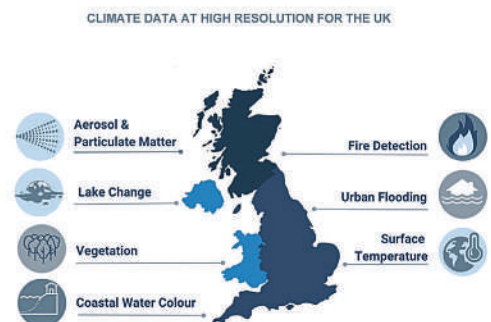 CLIMATE DATA AT HIGH RESOLUTION FOR THE UK
Aerosol &
Particulate Matter
Lake Change
Vegetation
Coastal Water Colour
Fire Detection
Urban Flooding
Surface
Temperature